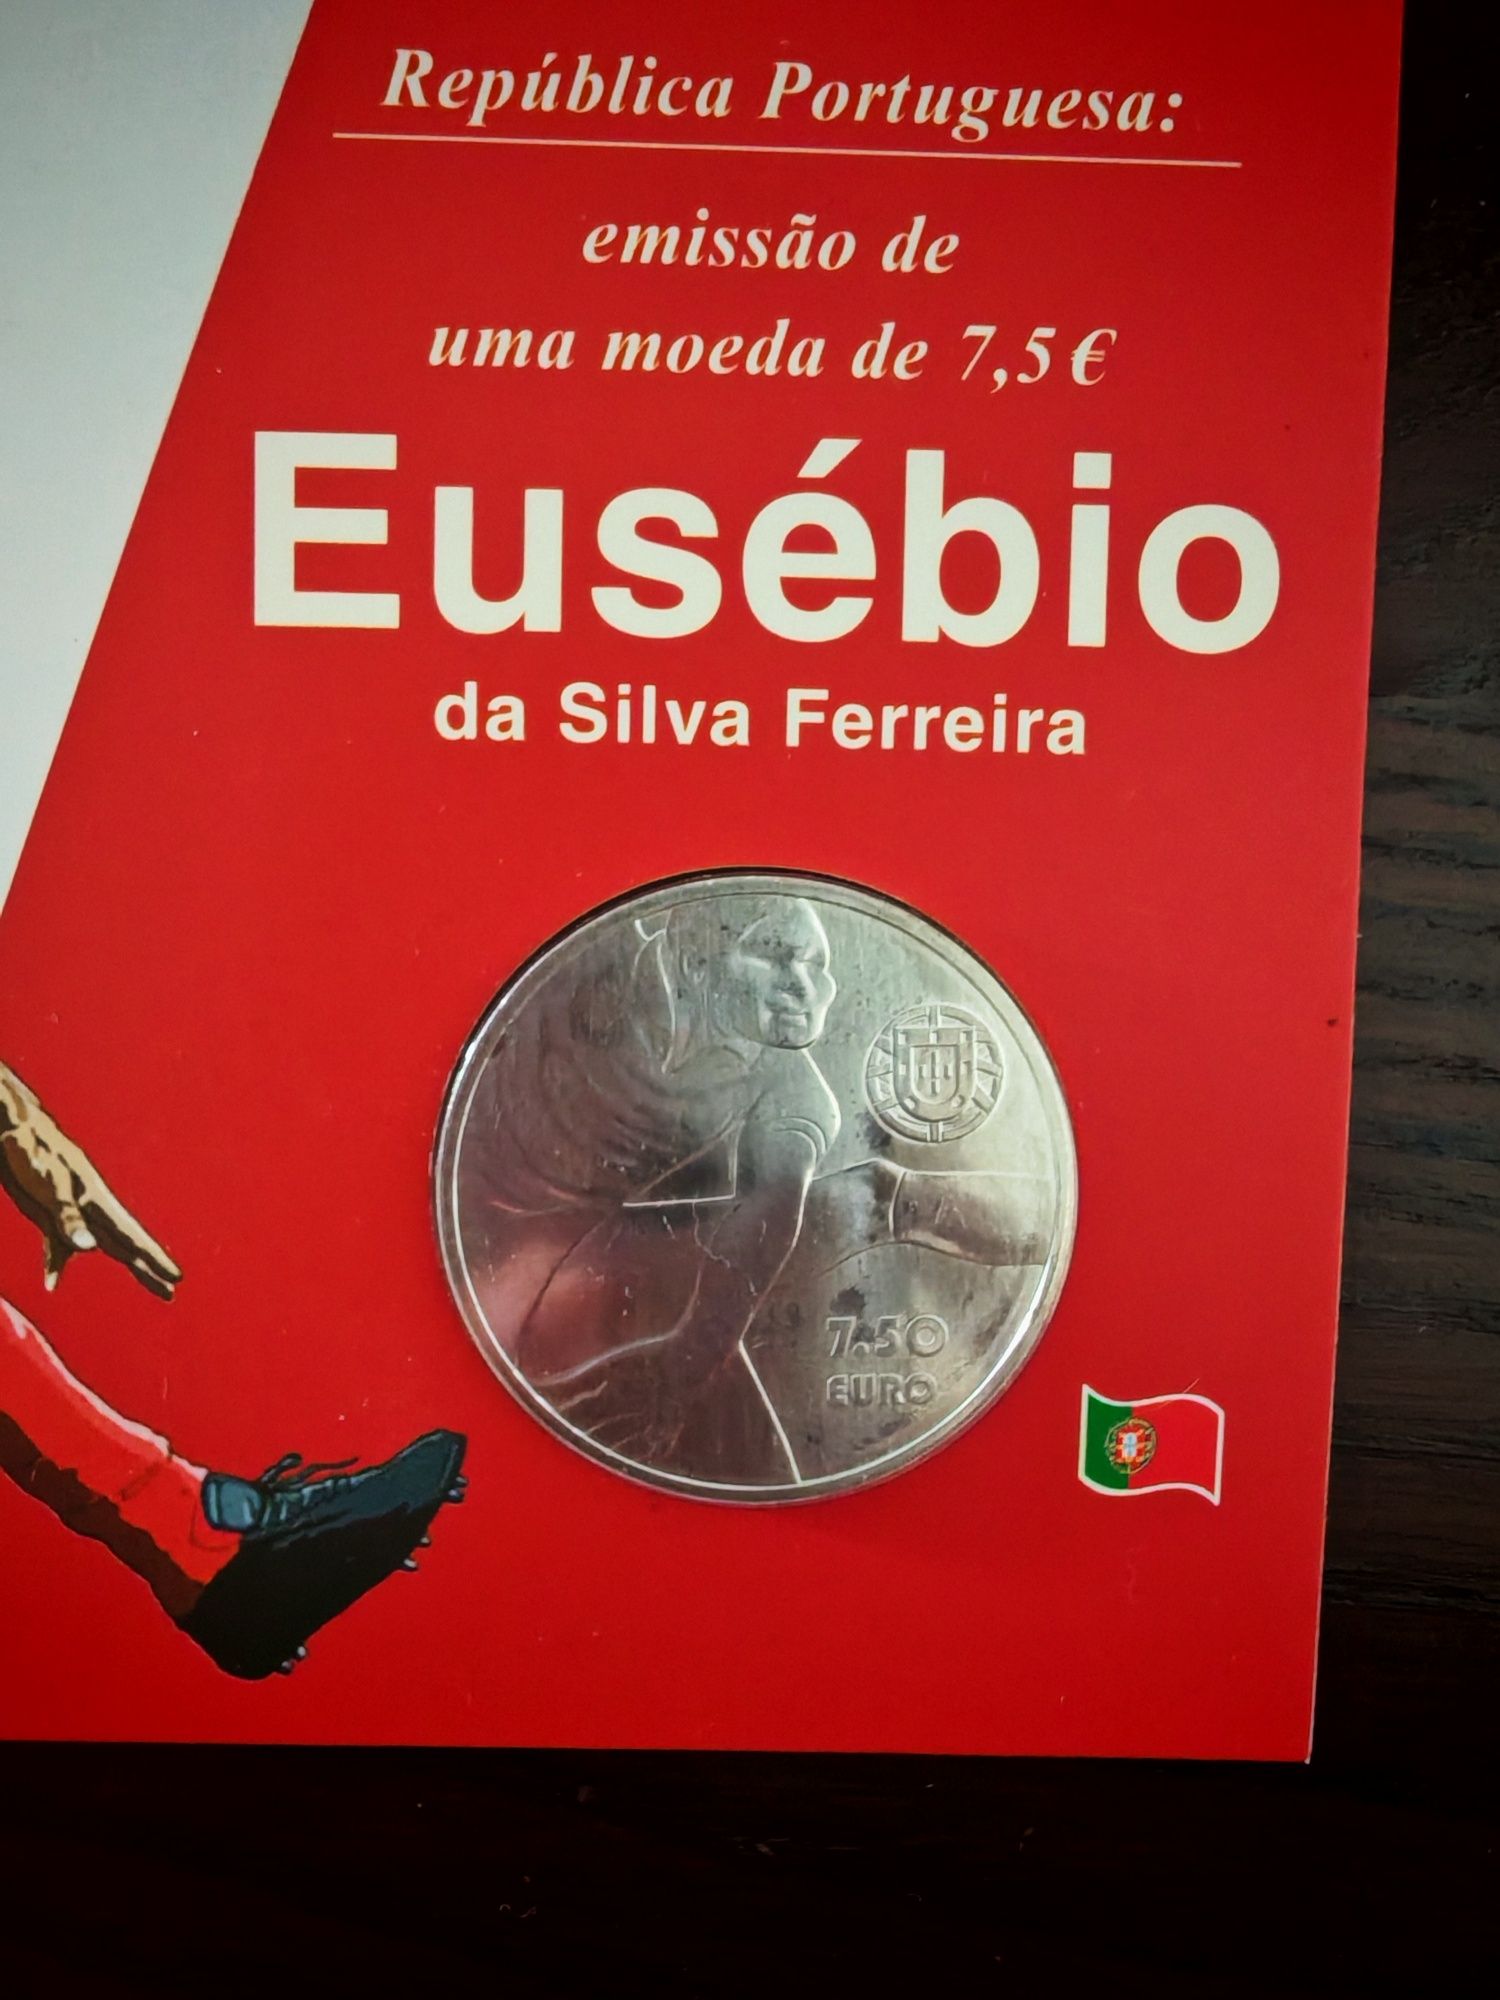 República Portuguesa:
emissão de
uma moeda de 7,5 €
Eusébio
da Silva Ferreira
7.50
EURO